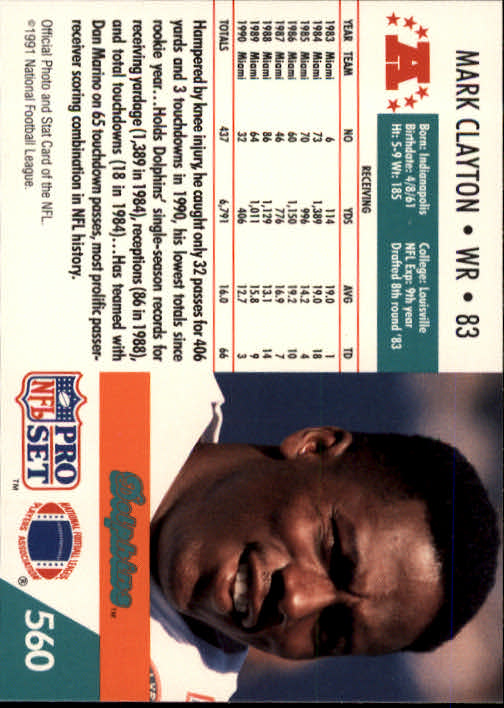 MARK CLAYTON • WR • 83
A
Born: Indianapolis
Birthdate: 4/8/61
Ht: 5-9 Wt: 185
College: Louisville
NFL Exp: 9th year
Drafted 8th round '83
RECEIVING
YEAR TEAM NO YDS AVG TD
1983 Miami 6 114 19.0 1
1984 Miami 73 1,389 19.0 18
1985 Miami 70 996 14.2 4
1986 Miami 60 1,150 19.2 10
1987 Miami 46 776 16.9 7
1988 Miami 86 1,129 13.1 14
1989 Miami 64 1,011 15.8 9
1990 Miami 32 406 12.7 3
TOTALS 437 6,791 16.0 66
Hampered by knee injury, he caught only 32 passes for 406
yards and 3 touchdowns in 1990, his lowest totals since
rookie year...Holds Dolphins' single-season records for
receiving yardage (1,389 in 1984), receptions (86 in 1988),
and total touchdowns (18 in 1984)...Has teamed with
Dan Marino on 65 touchdown passes, most prolific passer-
receiver scoring combination in NFL history.
Official Photo and Stat Card of the NFL.
©1991 National Football League.
Dolphins™
NFL
PRO
SET
™
NATIONAL FOOTBALL LEAGUE
PLAYERS ASSOCIATION
®
560